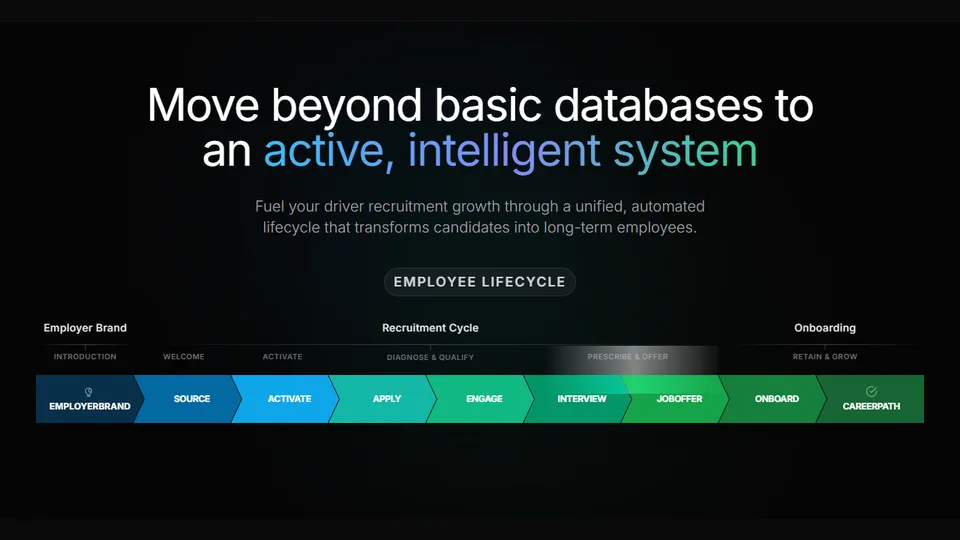 Move beyond basic databases to
an active, intelligent system
Fuel your driver recruitment growth through a unified, automated
lifecycle that transforms candidates into long-term employees.
EMPLOYEE LIFECYCLE
Employer Brand
Recruitment Cycle
Onboarding
INTRODUCTION
WELCOME
ACTIVATE
DIAGNOSE & QUALIFY
PRESCRIBE & OFFER
RETAIN & GROW
EMPLOYERBRAND
SOURCE
ACTIVATE
APPLY
ENGAGE
INTERVIEW
JOBOFFER
ONBOARD
CAREERPATH